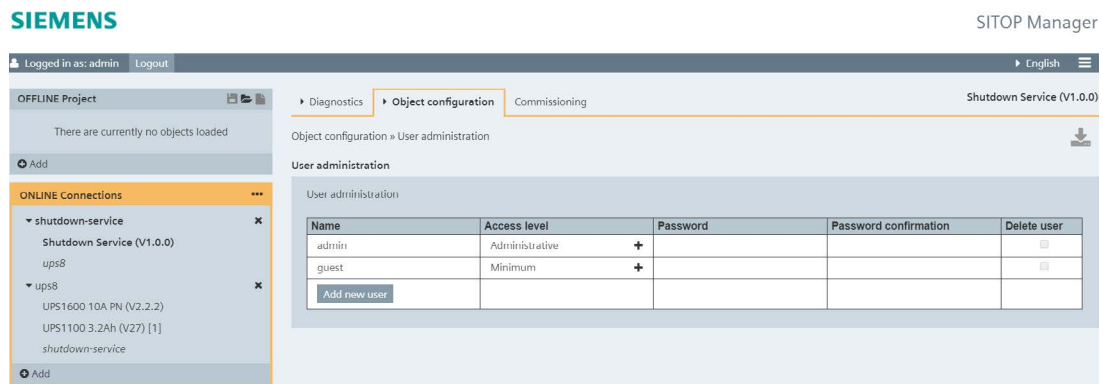 SIEMENS
SITOP Manager
Logged in as: admin Logout
English
OFFLINE Project
There are currently no objects loaded
Add
ONLINE Connections
shutdown-service
Shutdown Service (V1.0.0)
ups8
ups8
UPS1600 10A PN (V2.2.2)
UPS1100 3.2Ah (V27) [1]
shutdown-service
Add
Diagnostics Object configuration Commissioning
Shutdown Service (V1.0.0)
Object configuration » User administration
User administration
User administration
Name Access level Password Password confirmation Delete user
admin Administrative +
guest Minimum +
Add new user